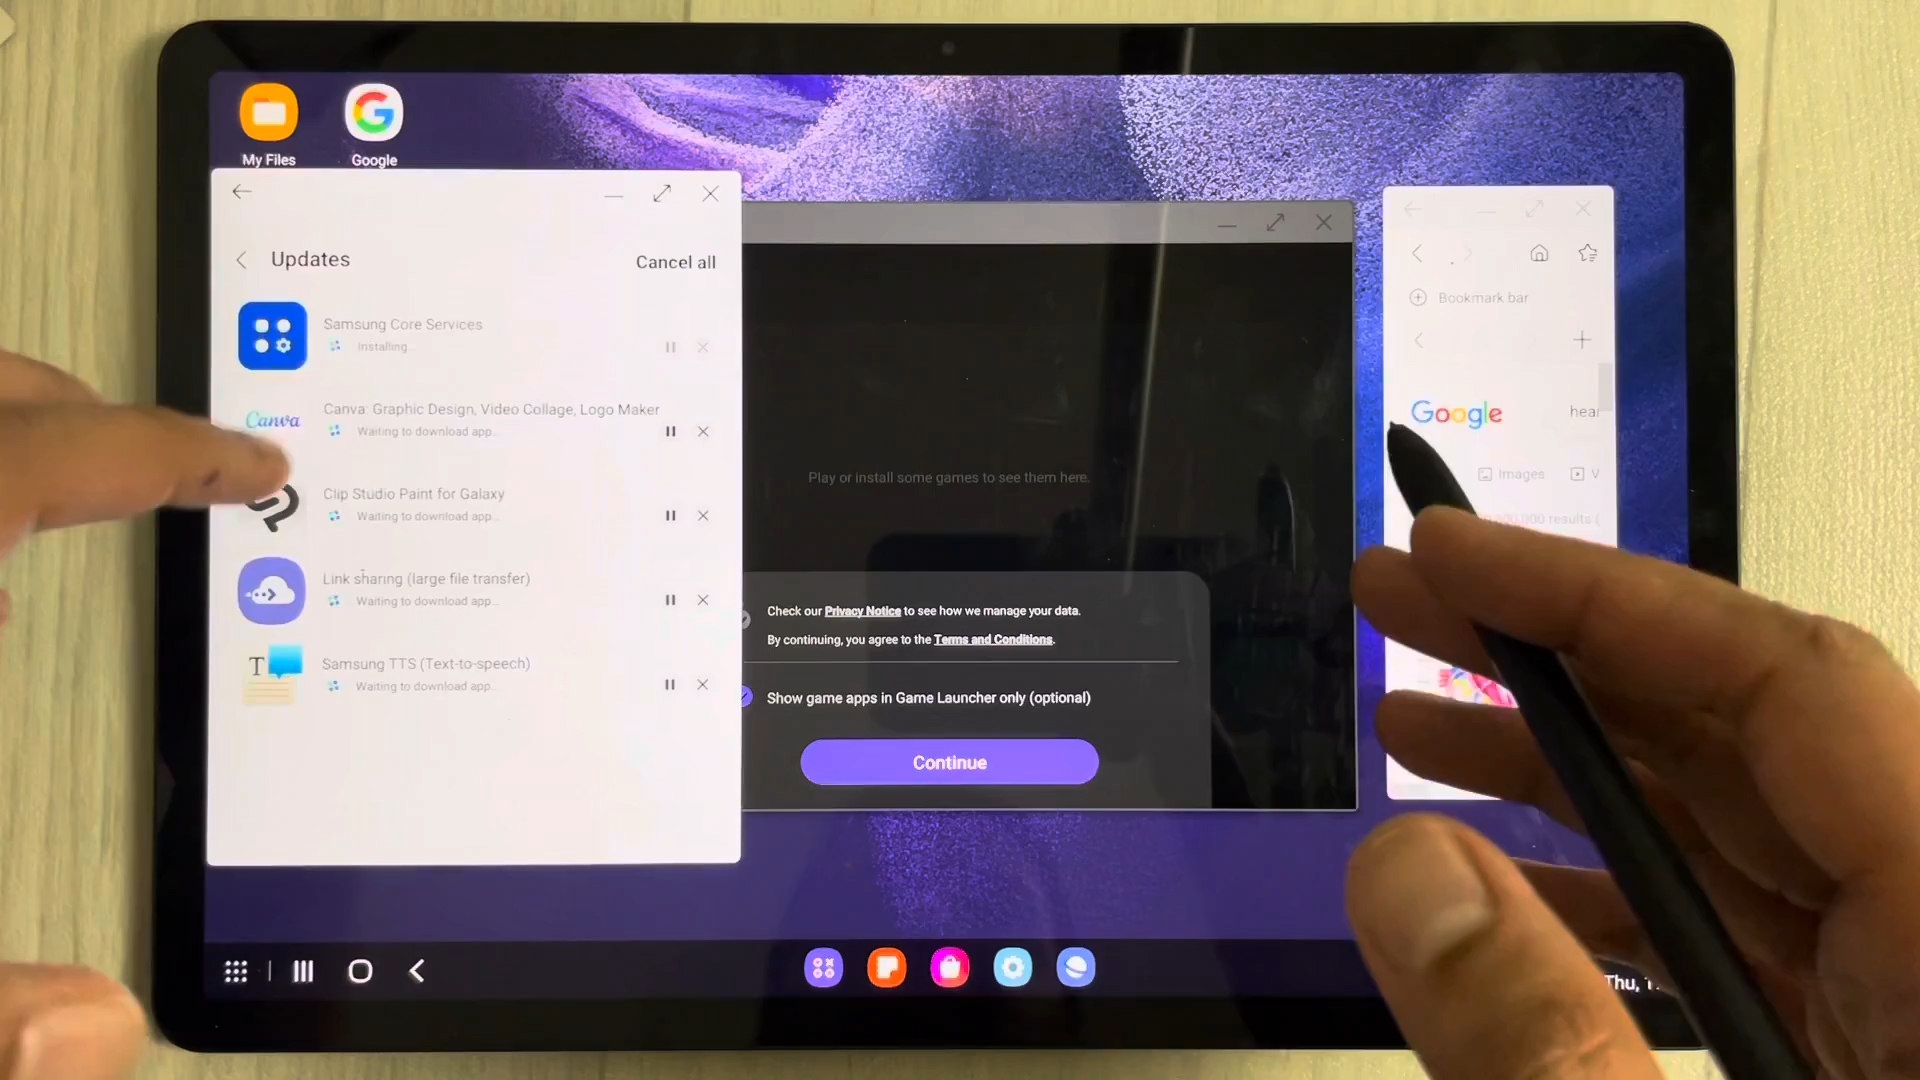 My Files
Google
Updates
Cancel all
Samsung Core Services
Installing...
Canva
Canva: Graphic Design, Video Collage, Logo Maker
Waiting to download app...
Clip Studio Paint for Galaxy
Waiting to download app...
Link sharing (large file transfer)
Waiting to download app...
T
Samsung TTS (Text-to-speech)
Waiting to download app...
Play or install some games to see them here.
Check our Privacy Notice to see how we manage your data.
By continuing, you agree to the Terms and Conditions.
Show game apps in Game Launcher only (optional)
Continue
Bookmark bar
Google
hear
Images
V
results (
Thu, 1